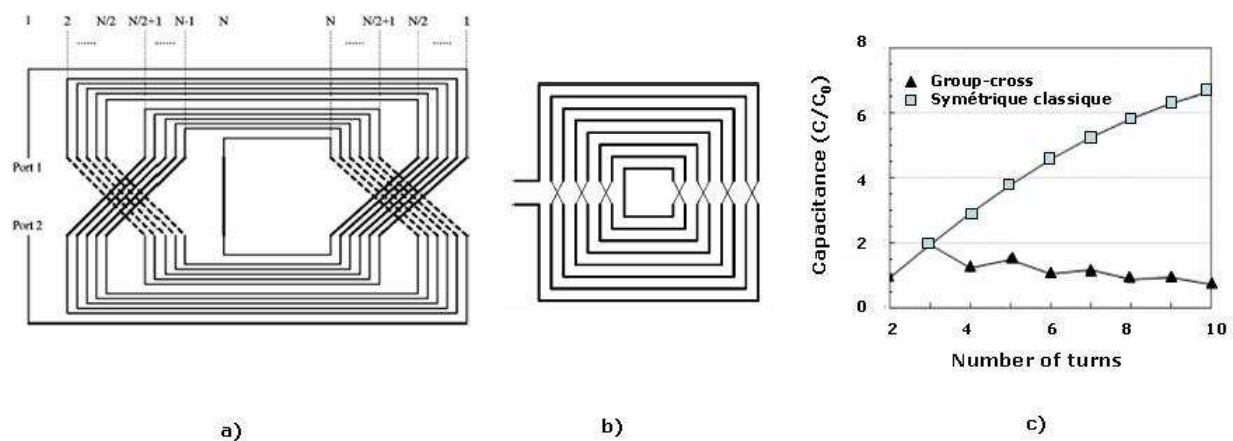 1 2 N/2 N/2+1 N-1 N N N/2+1 N/2 1
...... ...... ...... ......
Port 1
Port 2
a)
b)
Capacitance (C/C0)
8
6
4
2
0
Group-cross
Symétrique classique
2 4 6 8 10
Number of turns
c)